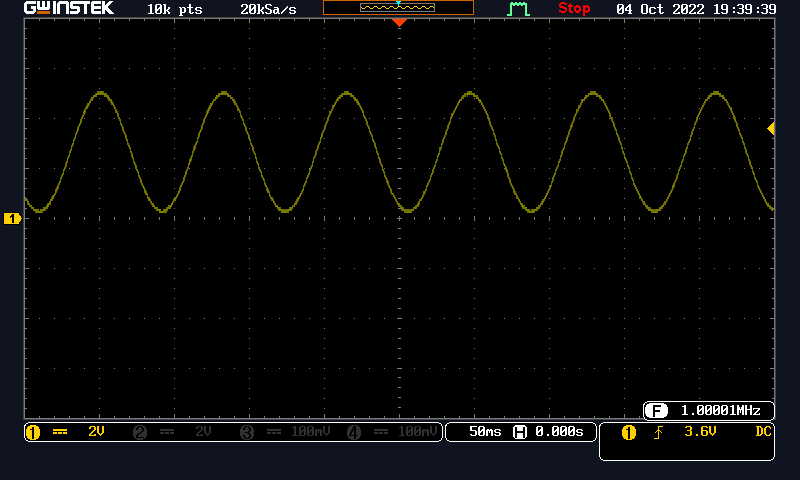 GWINSTEK 10k pts 20kSa/s Stop 04 Oct 2022 19:39:39
1
F 1.00001MHz
1 2V 2 2V 3 100mV 4 100mV 50ms H 0.000s 1 3.6V DC